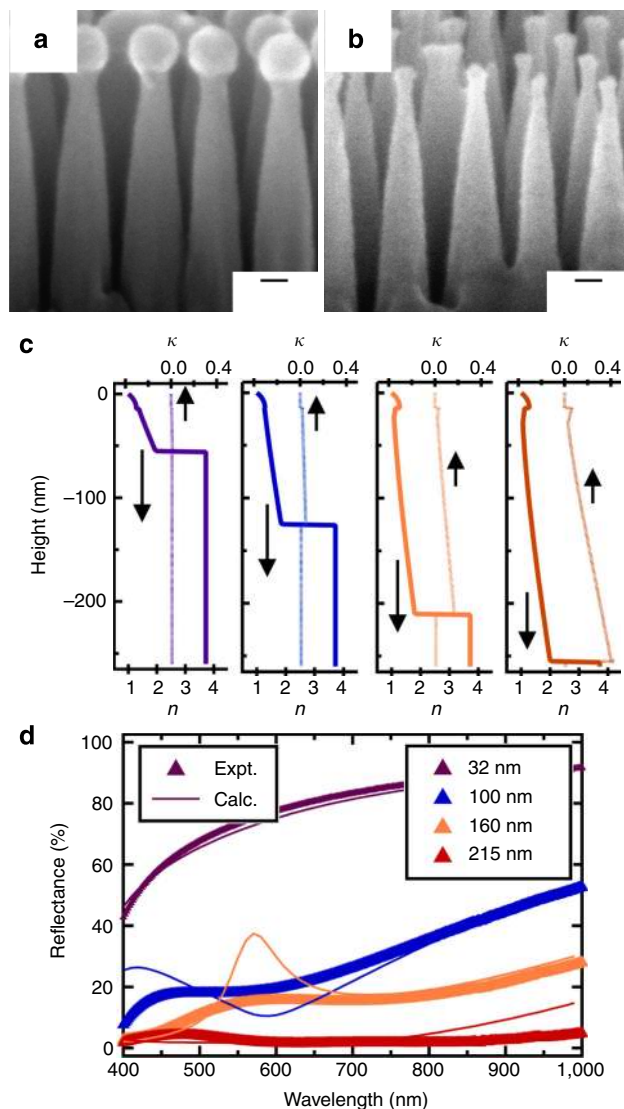 a
b
c
κ κ κ κ
0.0 0.4 0.0 0.4 0.0 0.4 0.0 0.4
0
−100
−200
Height (nm)
1 2 3 4 1 2 3 4 1 2 3 4 1 2 3 4
n n n n
d
100
80
60
40
20
0
Reflectance (%)
Expt.
Calc.
32 nm
100 nm
160 nm
215 nm
400 500 600 700 800 900 1,000
Wavelength (nm)